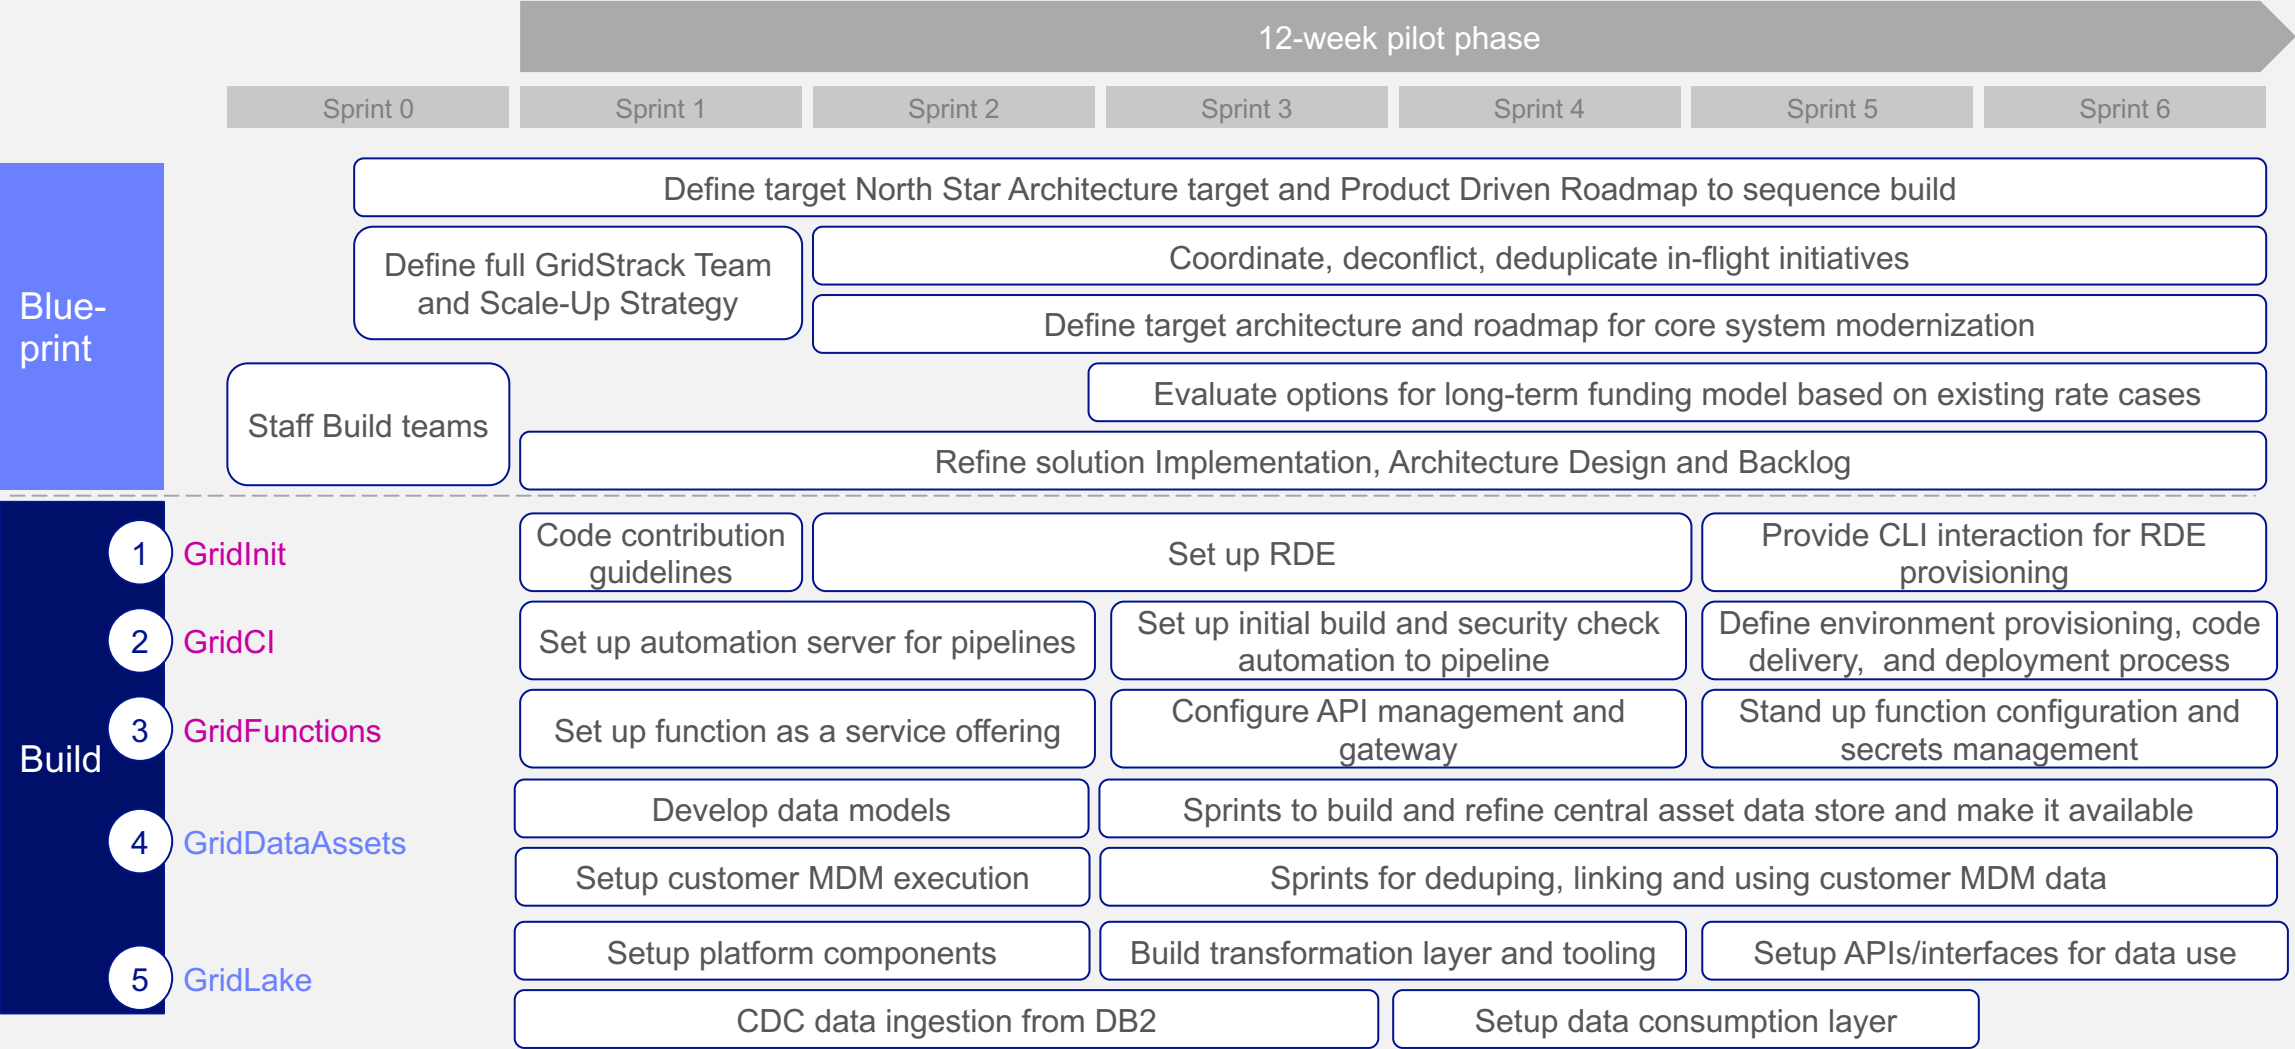 12-week pilot phase
Sprint 0
Sprint 1
Sprint 2
Sprint 3
Sprint 4
Sprint 5
Sprint 6
Blue-
print
Define target North Star Architecture target and Product Driven Roadmap to sequence build
Define full GridStrack Team
and Scale-Up Strategy
Coordinate, deconflict, deduplicate in-flight initiatives
Define target architecture and roadmap for core system modernization
Staff Build teams
Evaluate options for long-term funding model based on existing rate cases
Refine solution Implementation, Architecture Design and Backlog
Build
1
GridInit
Code contribution
guidelines
Set up RDE
Provide CLI interaction for RDE
provisioning
2
GridCI
Set up automation server for pipelines
Set up initial build and security check
automation to pipeline
Define environment provisioning, code
delivery,  and deployment process
3
GridFunctions
Set up function as a service offering
Configure API management and
gateway
Stand up function configuration and
secrets management
4
GridDataAssets
Develop data models
Sprints to build and refine central asset data store and make it available
Setup customer MDM execution
Sprints for deduping, linking and using customer MDM data
5
GridLake
Setup platform components
Build transformation layer and tooling
Setup APIs/interfaces for data use
CDC data ingestion from DB2
Setup data consumption layer